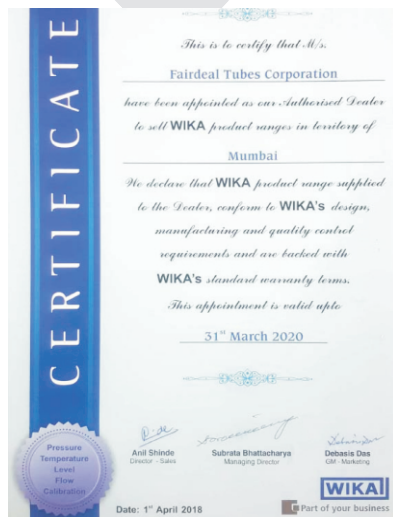 CERTIFICATE
This is to certify that M/s.
Fairdeal Tubes Corporation
have been appointed as our Authorised Dealer
to sell WIKA product ranges in territory of
Mumbai
We declare that WIKA product range supplied
to the Dealer, conform to WIKA's design,
manufacturing and quality control
requirements and are backed with
WIKA's standard warranty terms.
This appointment is valid upto
31st March 2020
Anil Shinde
Director - Sales
Subrata Bhattacharya
Managing Director
Debasis Das
GM - Marketing
Pressure
Temperature
Level
Flow
Calibration
WIKA
Date: 1st April 2018
Part of your business